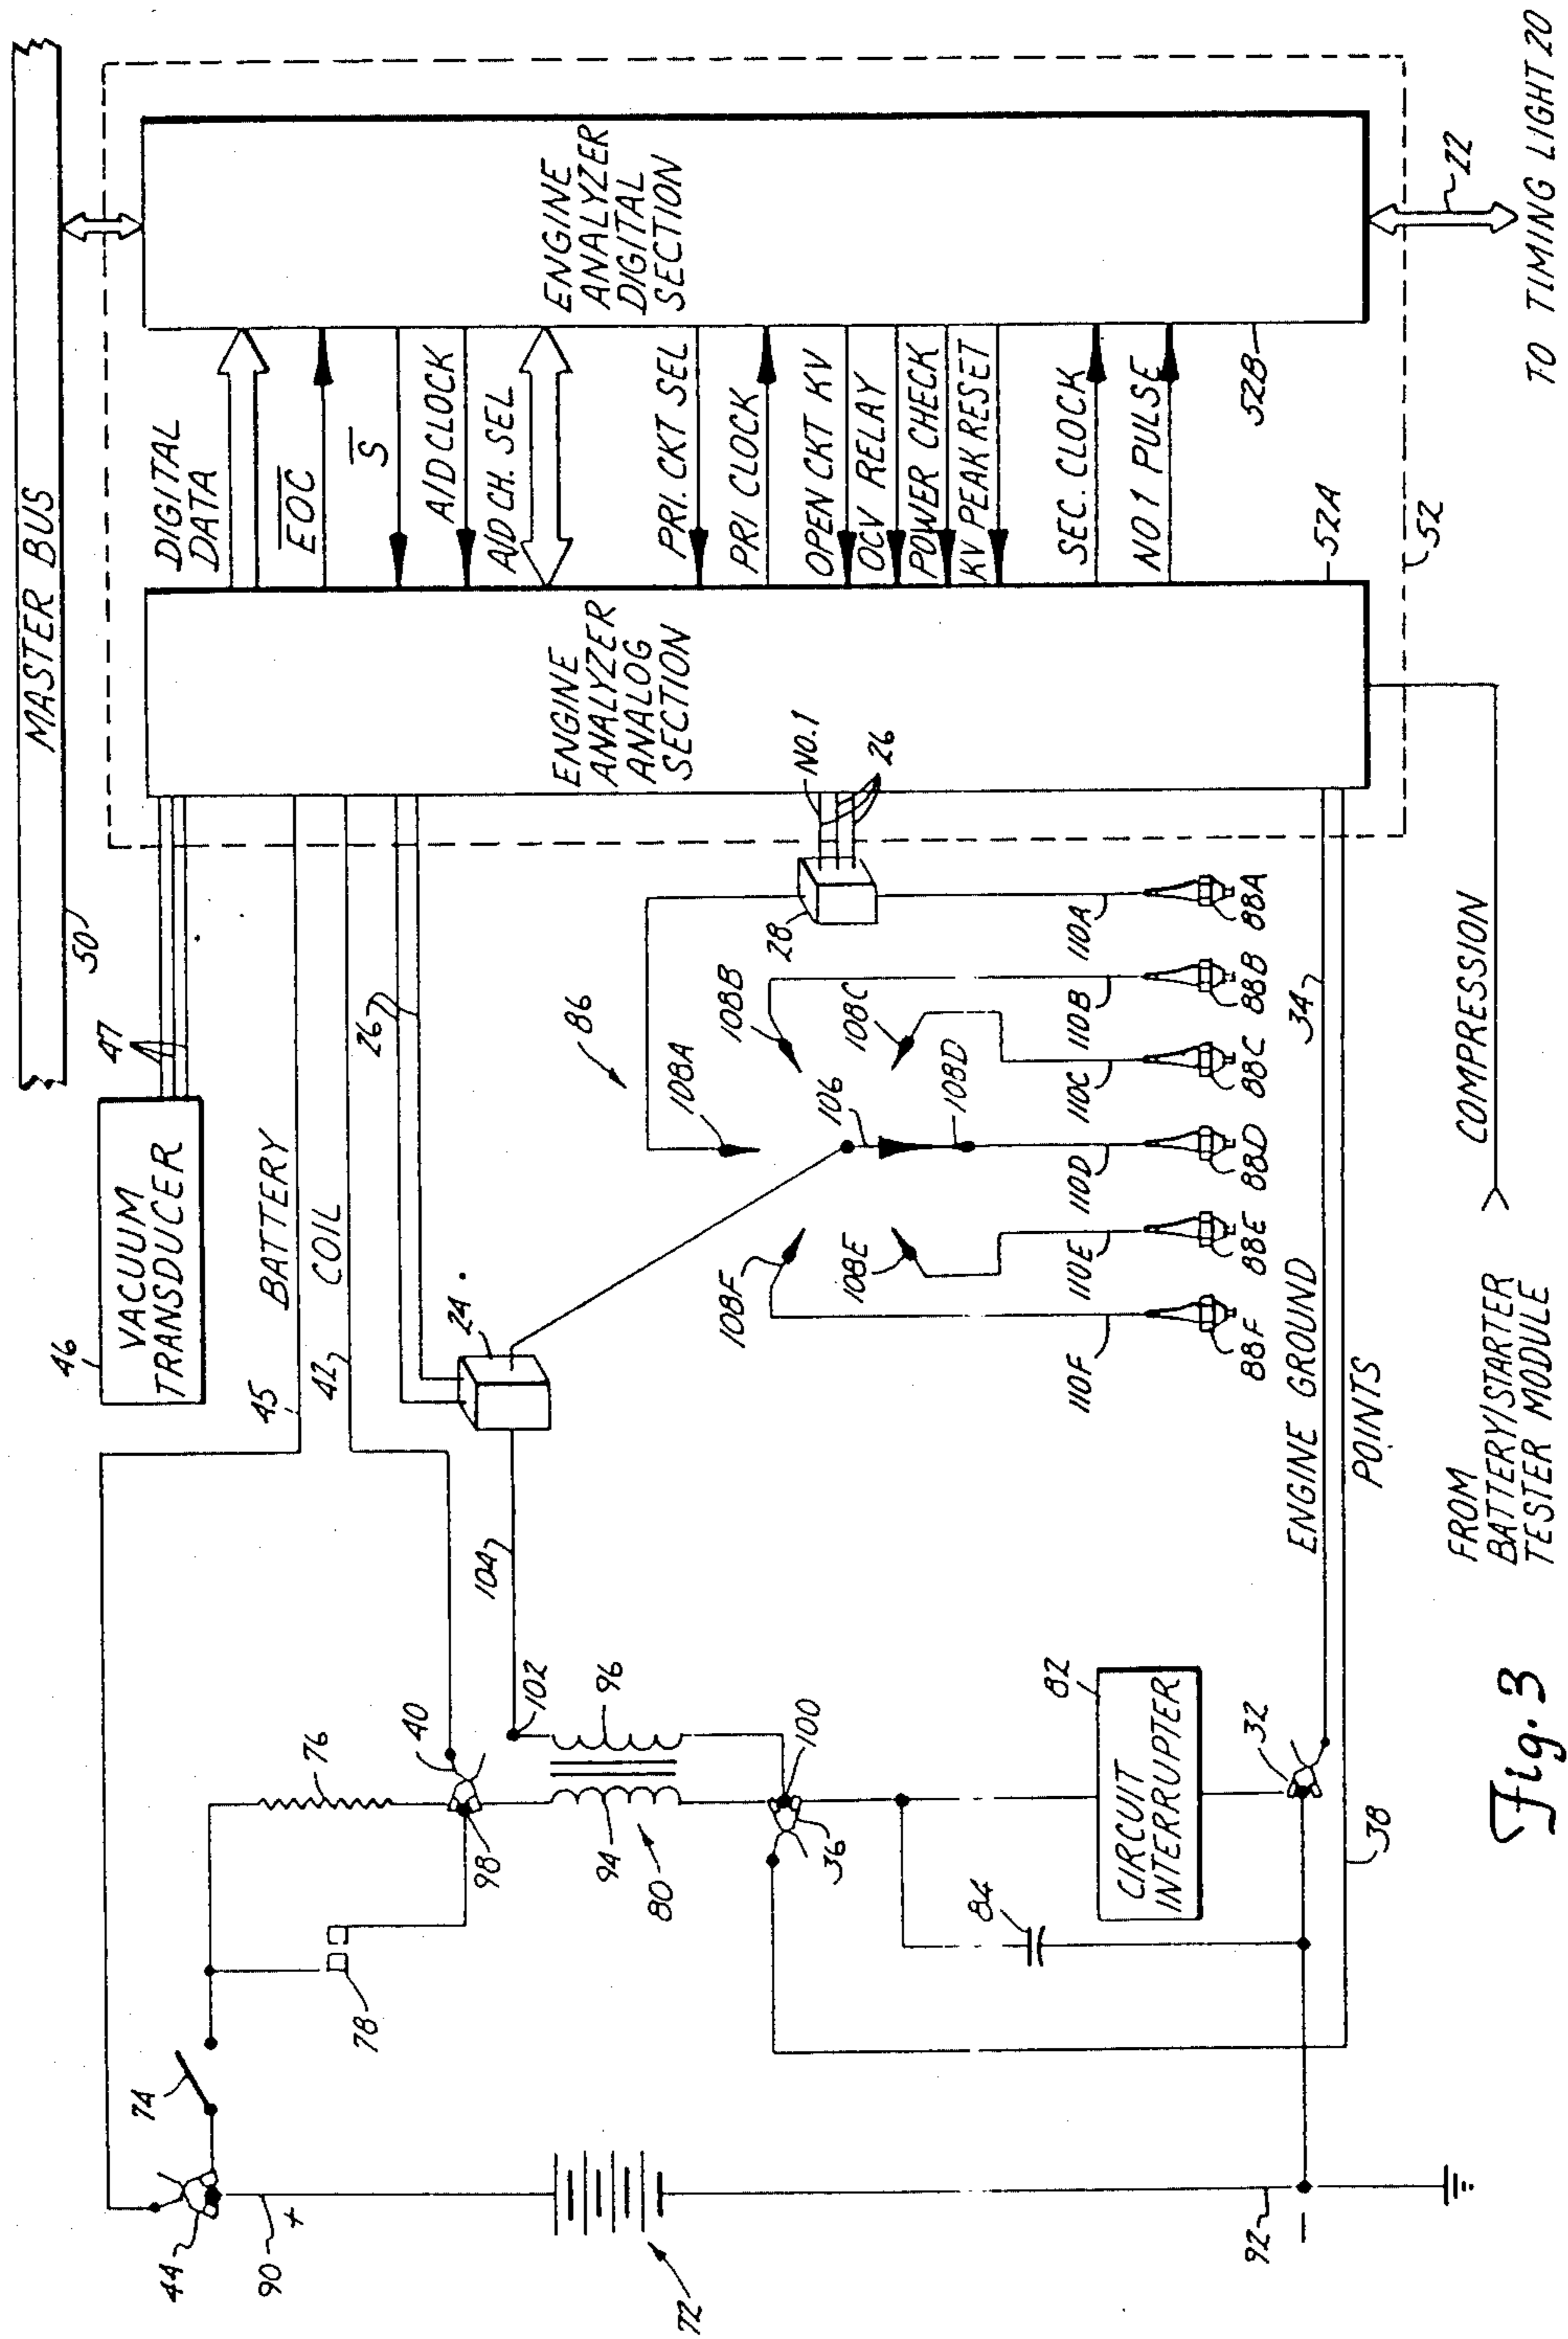 MASTER BUS
50
46
VACUUM
TRANSDUCER
47
45
BATTERY
42
COIL
26
DIGITAL
DATA
EOC
S
A/D CLOCK
A/D CH. SEL
PRI. CKT SEL
PRI CLOCK
OPEN CKT KV
OCV RELAY
POWER CHECK
KV PEAK RESET
SEC. CLOCK
NO 1 PULSE
ENGINE
ANALYZER
ANALOG
SECTION
ENGINE
ANALYZER
DIGITAL
SECTION
52A
52B
52
22
TO TIMING LIGHT 20
44
74
90
+
76
78
40
98
102
104
24
94
96
80
100
36
86
108A
108B
108C
108D
108E
108F
106
28
NO.1
26
110F
110E
110D
110C
110B
110A
88F
88E
88D
88C
88B
88A
72
84
82
CIRCUIT
INTERRUPTER
32
92
—
38
ENGINE GROUND
34
POINTS
FROM
BATTERY/STARTER
TESTER MODULE
COMPRESSION
Fig. 3